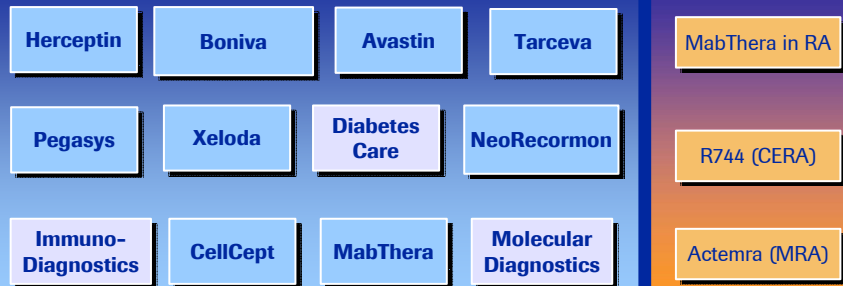 Herceptin
Boniva
Avastin
Tarceva
MabThera in RA
Pegasys
Xeloda
Diabetes
Care
NeoRecormon
R744 (CERA)
Immuno-
Diagnostics
CellCept
MabThera
Molecular
Diagnostics
Actemra (MRA)